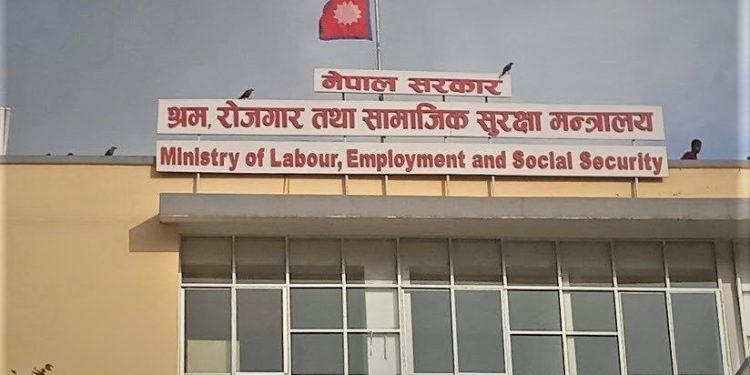 नेपाल सरकार
श्रम, रोजगार तथा सामाजिक सुरक्षा मन्त्रालय
Ministry of Labour, Employment and Social Security